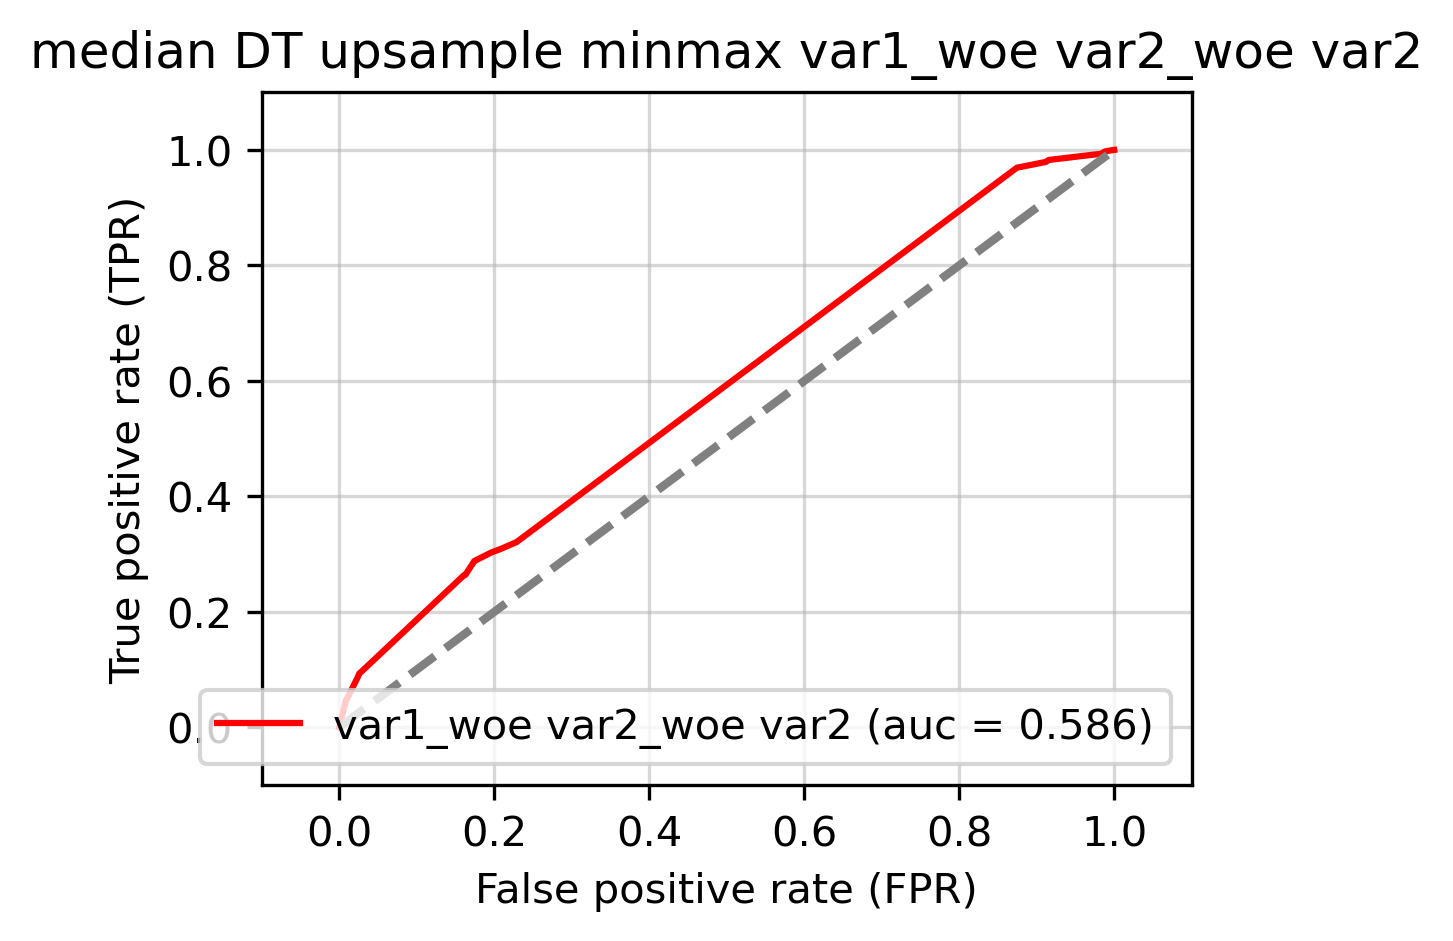 median DT upsample minmax var1_woe var2_woe var2
1.0
0.8
0.6
0.4
0.2
0.0
True positive rate (TPR)
var1_woe var2_woe var2 (auc = 0.586)
0.0 0.2 0.4 0.6 0.8 1.0
False positive rate (FPR)